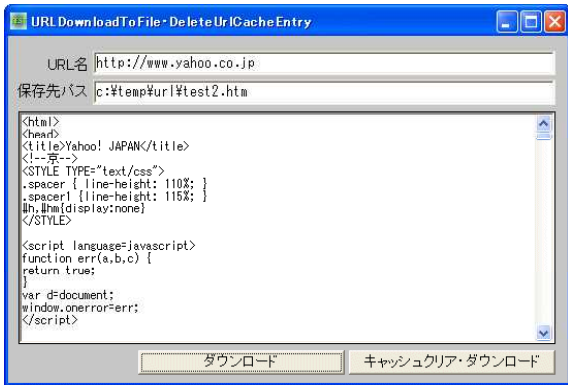 URLDownloadToFile・DeleteUrlCacheEntry
URL名 http://www.yahoo.co.jp
保存先パス c:¥temp¥url¥test2.htm
<html>
<head>
<title>Yahoo! JAPAN</title>
<!--京-->
<STYLE TYPE="text/css">
.spacer { line-height: 110%; }
.spacer1 {line-height: 115%; }
#h,#hm{display:none}
</STYLE>
<script language=javascript>
function err(a,b,c) {
return true;
}
var d=document;
window.onerror=err;
</script>
ダウンロード キャッシュクリア・ダウンロード